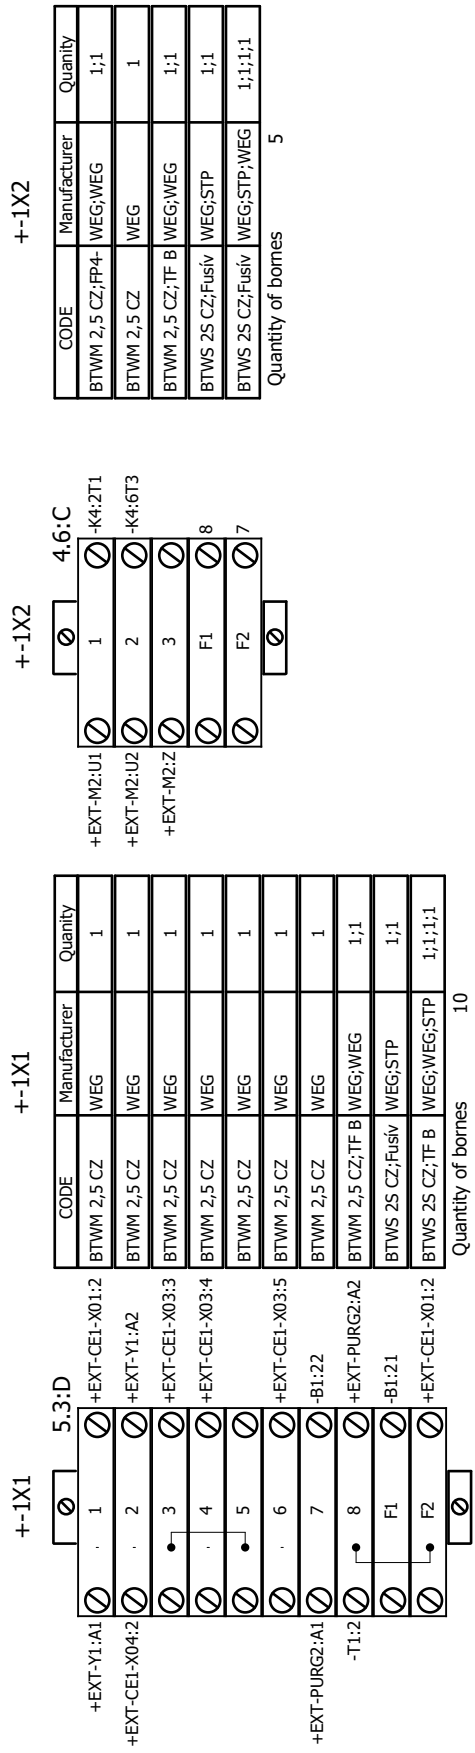 +-1X1
5.3:D
+EXT-Y1:A1 . 1 +EXT-CE1-X01:2
+EXT-CE1-X04:2 . 2 +EXT-Y1:A2
3 +EXT-CE1-X03:3
. 4 +EXT-CE1-X03:4
5
. 6 +EXT-CE1-X03:5
+EXT-PURG2:A1 7 -B1:22
-T1:2 8 +EXT-PURG2:A2
F1 -B1:21
F2 +EXT-CE1-X01:2
+-1X1
CODE Manufacturer Quanity
BTWM 2,5 CZ WEG 1
BTWM 2,5 CZ WEG 1
BTWM 2,5 CZ WEG 1
BTWM 2,5 CZ WEG 1
BTWM 2,5 CZ WEG 1
BTWM 2,5 CZ WEG 1
BTWM 2,5 CZ WEG 1
BTWM 2,5 CZ;TF B WEG;WEG 1;1
BTWS 2S CZ;Fusív WEG;STP 1;1
BTWS 2S CZ;TF B WEG;WEG;STP 1;1;1;1
Quantity of bornes 10
+-1X2
4.6:C
+EXT-M2:U1 1 -K4:2T1
+EXT-M2:U2 2 -K4:6T3
+EXT-M2:Z 3
F1 8
F2 7
+-1X2
CODE Manufacturer Quanity
BTWM 2,5 CZ;FP4- WEG;WEG 1;1
BTWM 2,5 CZ WEG 1
BTWM 2,5 CZ;TF B WEG;WEG 1;1
BTWS 2S CZ;Fusív WEG;STP 1;1
BTWS 2S CZ;Fusív WEG;STP;WEG 1;1;1;1
Quantity of bornes 5